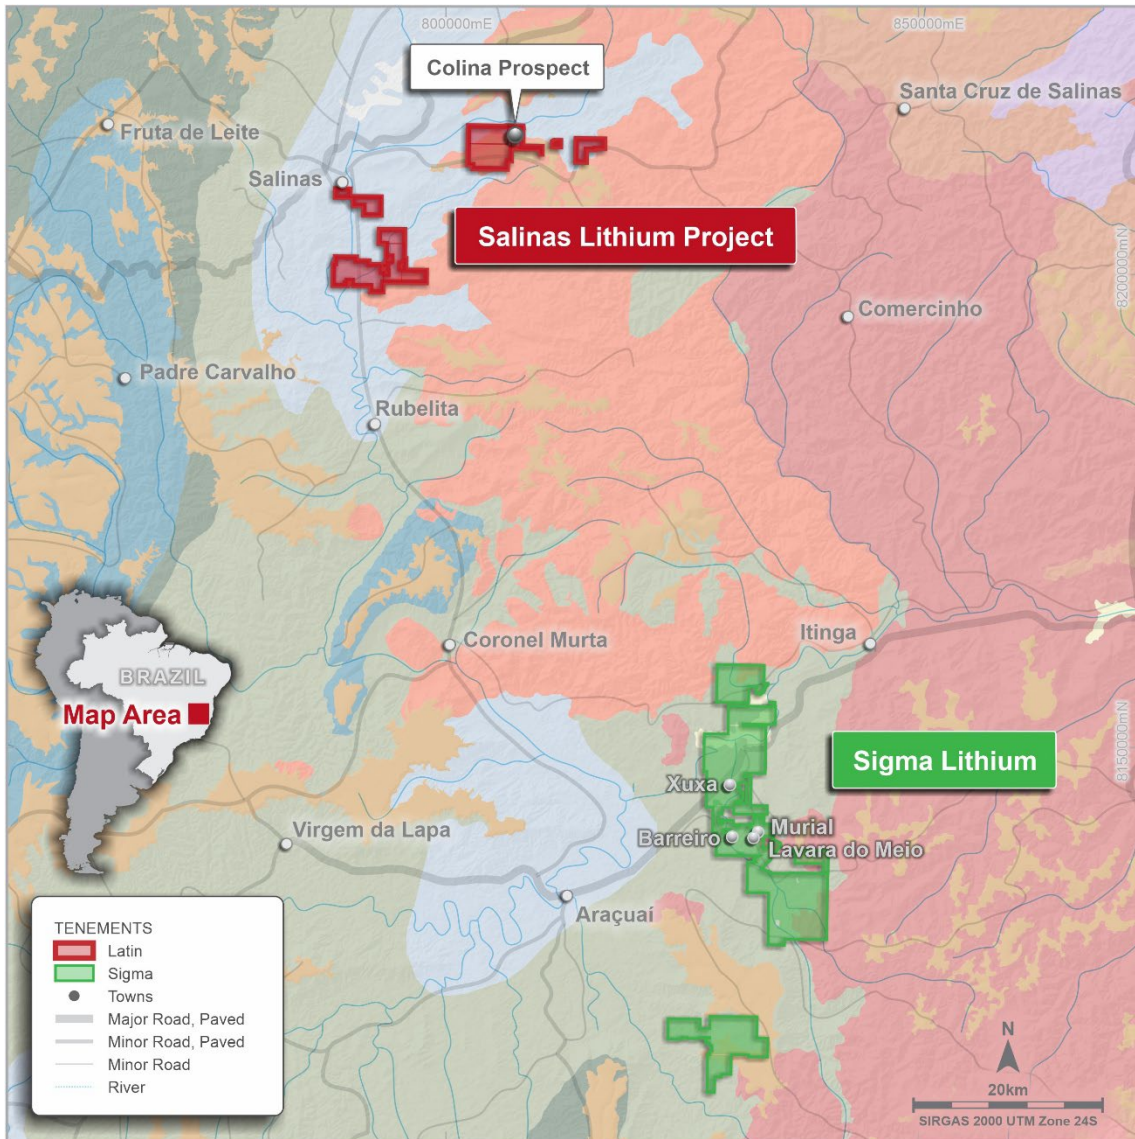 800000mE
850000mE
Colina Prospect
Santa Cruz de Salinas
Fruta de Leite
Salinas
Salinas Lithium Project
8200000mN
Comercinho
Padre Carvalho
Rubelita
Coronel Murta
Itinga
BRAZIL
Map Area
8150000mN
Sigma Lithium
Xuxa
Virgem da Lapa
Murial
Barreiro
Lavara do Meio
Araçuaí
TENEMENTS
Latin
Sigma
Towns
Major Road, Paved
Minor Road, Paved
Minor Road
River
N
20km
SIRGAS 2000 UTM Zone 24S